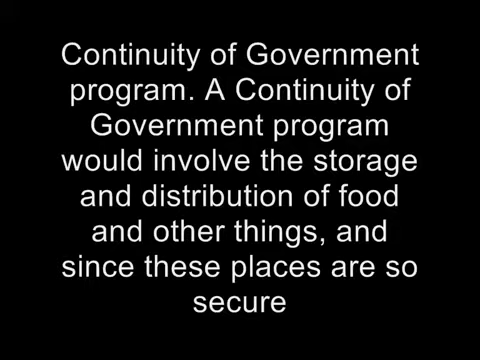 Continuity of Government
program. A Continuity of
Government program
would involve the storage
and distribution of food
and other things, and
since these places are so
secure